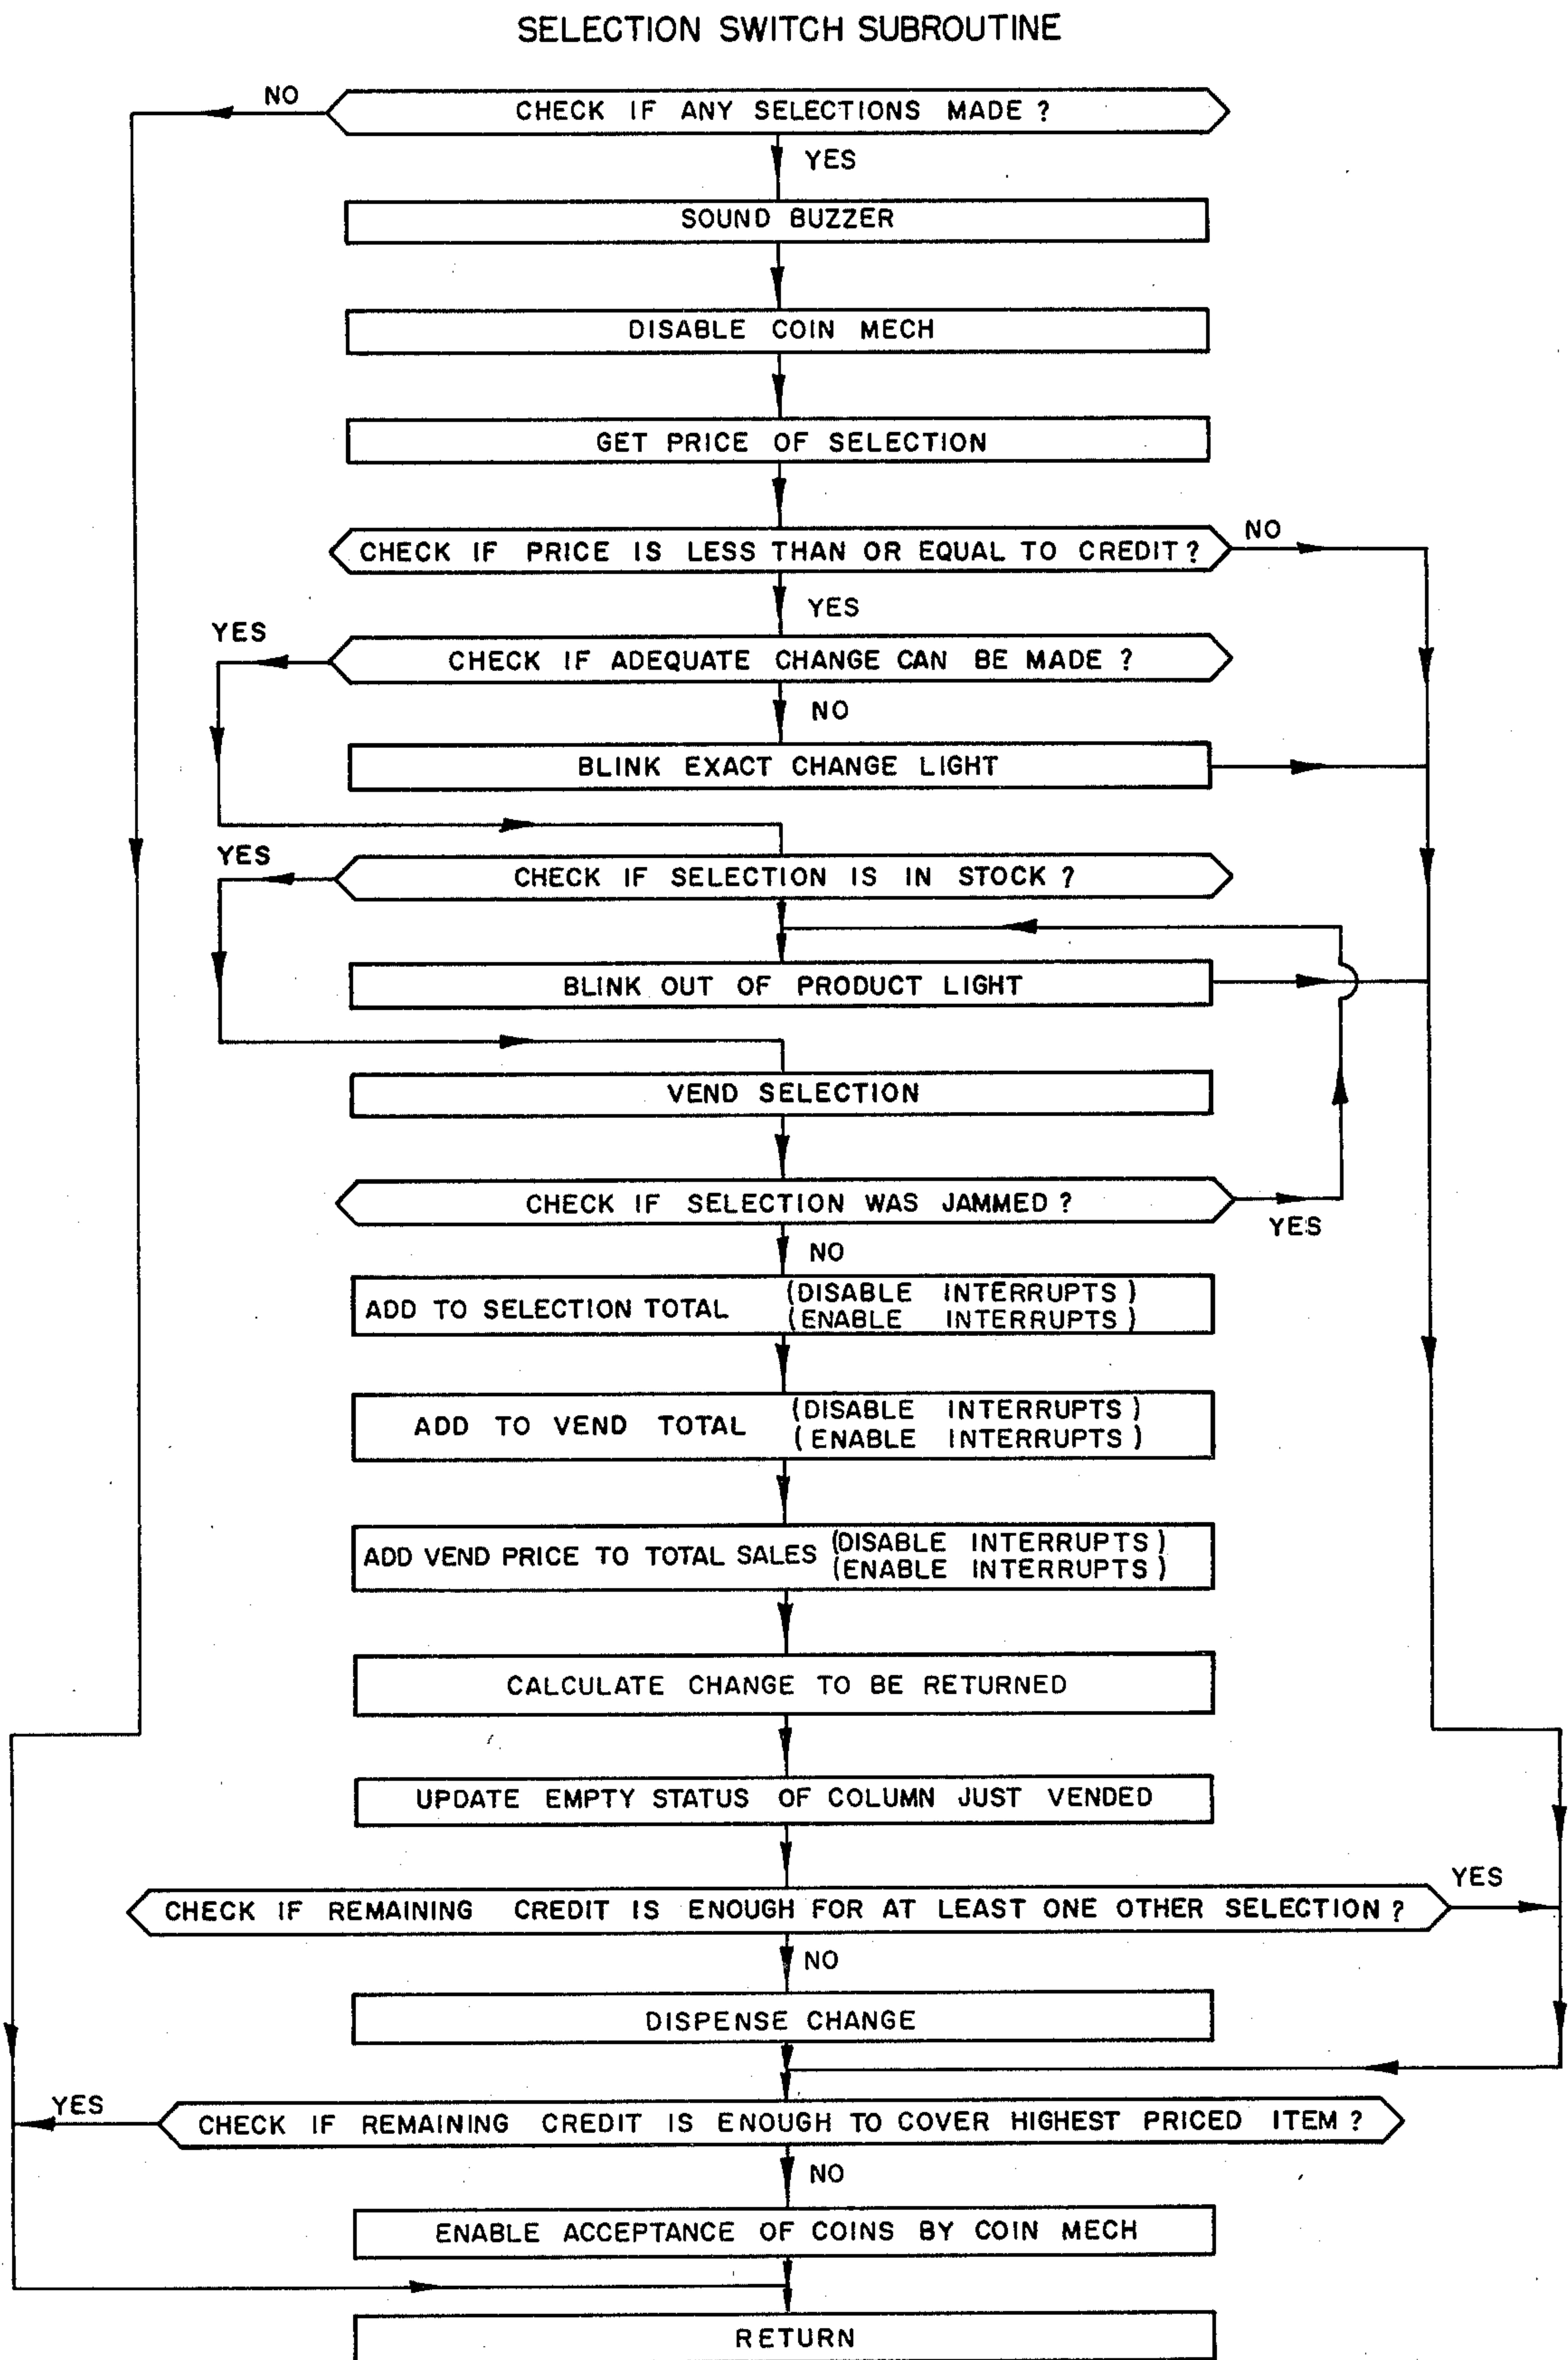 SELECTION SWITCH SUBROUTINE
NO
CHECK IF ANY SELECTIONS MADE ?
YES
SOUND BUZZER
DISABLE COIN MECH
GET PRICE OF SELECTION
CHECK IF PRICE IS LESS THAN OR EQUAL TO CREDIT ?
NO
YES
YES
CHECK IF ADEQUATE CHANGE CAN BE MADE ?
NO
BLINK EXACT CHANGE LIGHT
YES
CHECK IF SELECTION IS IN STOCK ?
BLINK OUT OF PRODUCT LIGHT
VEND SELECTION
CHECK IF SELECTION WAS JAMMED ?
YES
NO
ADD TO SELECTION TOTAL (DISABLE INTERRUPTS)
(ENABLE INTERRUPTS)
ADD TO VEND TOTAL (DISABLE INTERRUPTS)
(ENABLE INTERRUPTS)
ADD VEND PRICE TO TOTAL SALES (DISABLE INTERRUPTS)
(ENABLE INTERRUPTS)
CALCULATE CHANGE TO BE RETURNED
UPDATE EMPTY STATUS OF COLUMN JUST VENDED
YES
CHECK IF REMAINING CREDIT IS ENOUGH FOR AT LEAST ONE OTHER SELECTION ?
NO
DISPENSE CHANGE
YES
CHECK IF REMAINING CREDIT IS ENOUGH TO COVER HIGHEST PRICED ITEM ?
NO
ENABLE ACCEPTANCE OF COINS BY COIN MECH
RETURN